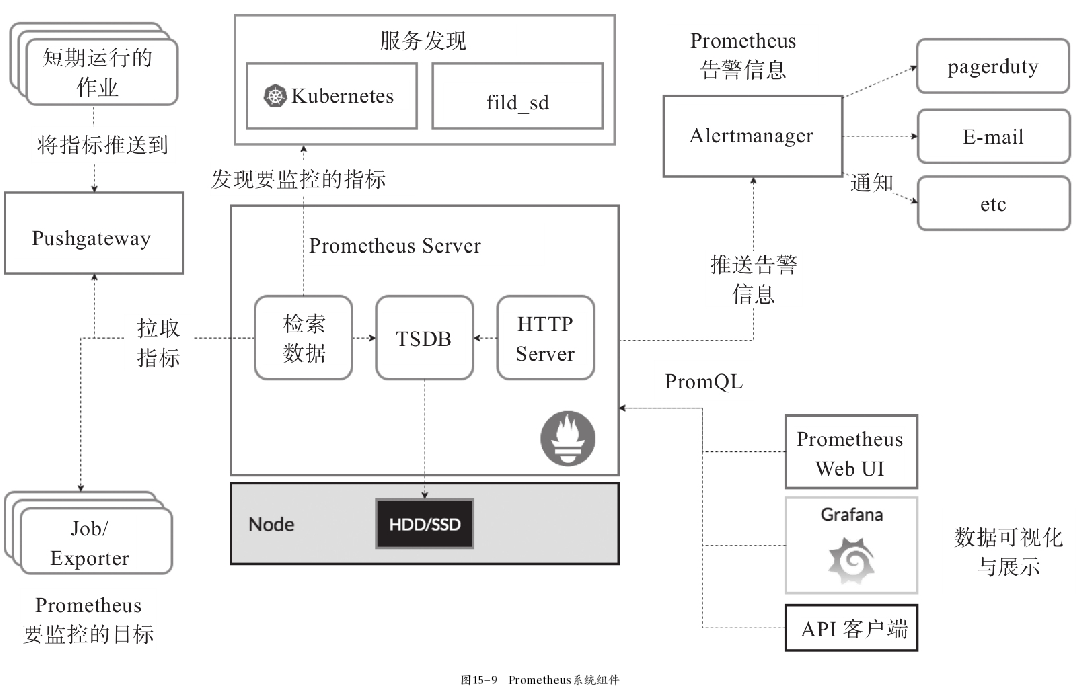 短期运行的
作业
将指标推送到
Pushgateway
服务发现
Kubernetes
fild_sd
发现要监控的指标
Prometheus
告警信息
Alertmanager
pagerduty
E-mail
通知
etc
Prometheus Server
拉取
指标
检索
数据
TSDB
HTTP
Server
推送告警
信息
PromQL
Node
HDD/SSD
Job/
Exporter
Prometheus
要监控的目标
Prometheus
Web UI
Grafana
API 客户端
数据可视化
与展示
图15-9 Prometheus系统组件